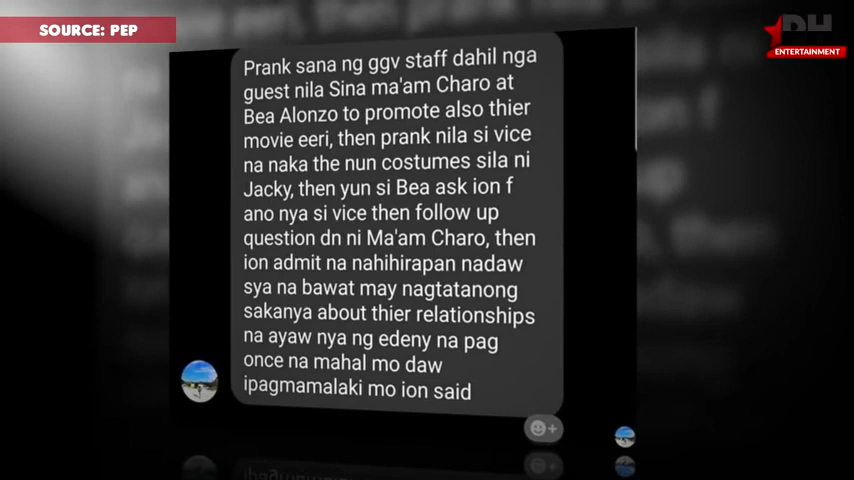 SOURCE: PEP
PH
ENTERTAINMENT
Prank sana ng ggv staff dahil nga
guest nila Sina ma'am Charo at
Bea Alonzo to promote also thier
movie eeri, then prank nila si vice
na naka the nun costumes sila ni
Jacky, then yun si Bea ask ion f
ano nya si vice then follow up
question dn ni Ma'am Charo, then
ion admit na nahihirapan nadaw
sya na bawat may nagtatanong
sakanya about thier relationships
na ayaw nya ng edeny na pag
once na mahal mo daw
ipagmamalaki mo ion said